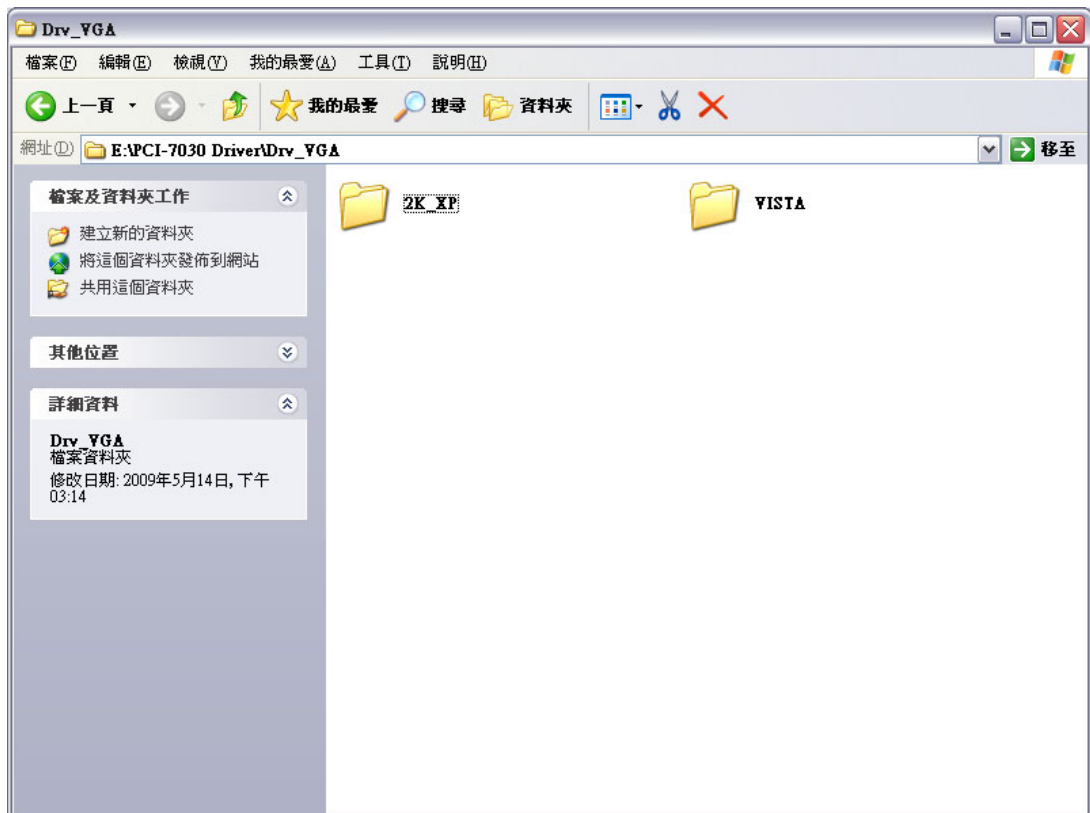 Drv_VGA
檔案(F) 編輯(E) 檢視(V) 我的最愛(A) 工具(T) 說明(H)
上一頁 我的最愛 搜尋 資料夾
網址(D) E:\PCI-7030 Driver\Drv_VGA 移至
檔案及資料夾工作
建立新的資料夾
將這個資料夾發佈到網站
共用這個資料夾
其他位置
詳細資料
Drv_VGA
檔案資料夾
修改日期: 2009年5月14日, 下午
03:14
2K_XP
VISTA